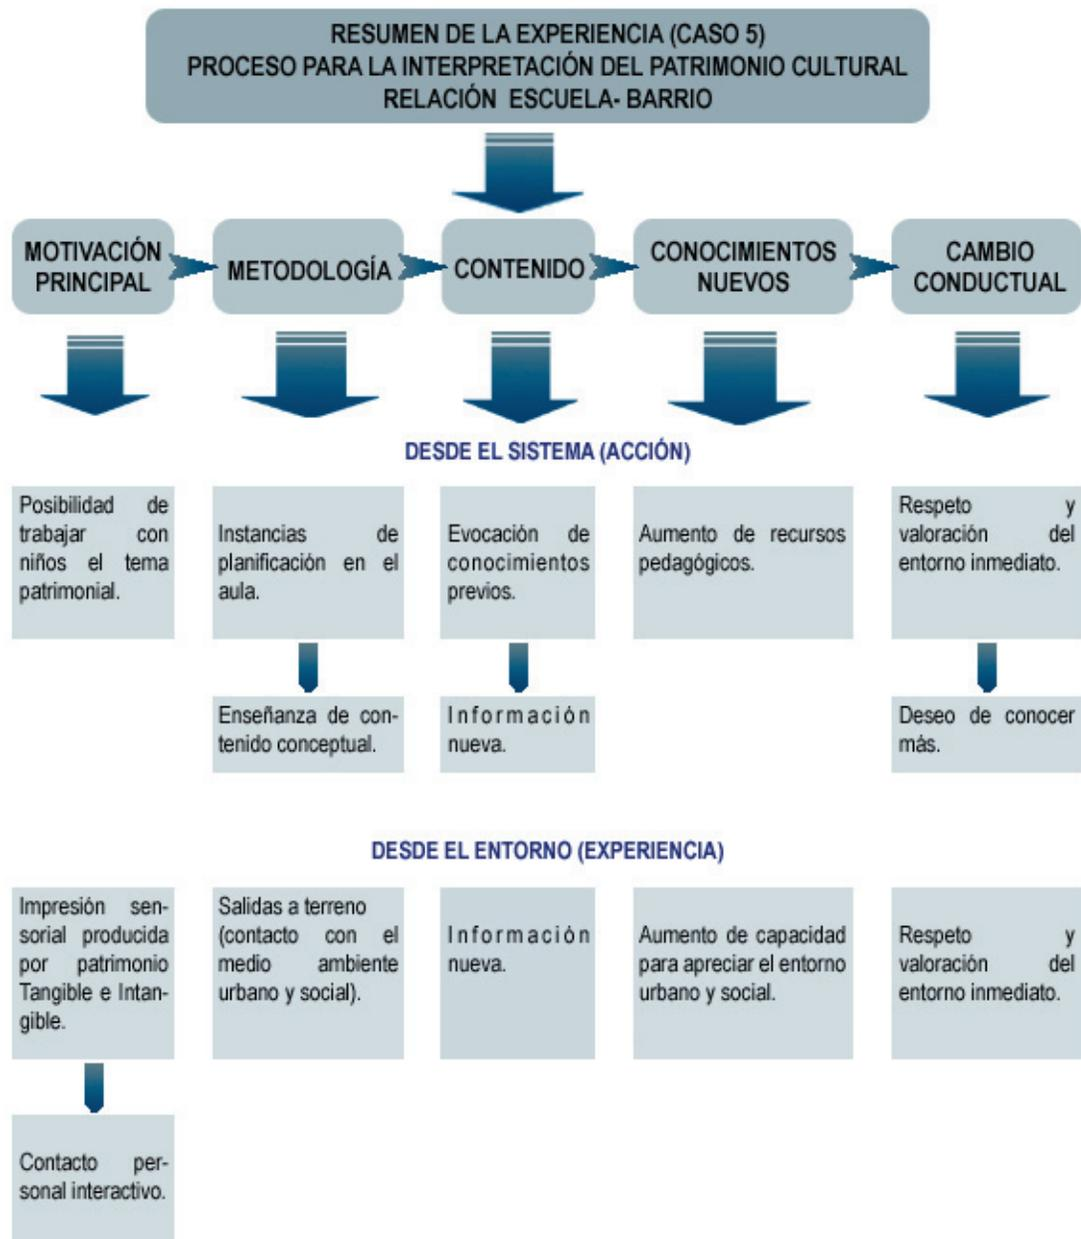 RESUMEN DE LA EXPERIENCIA (CASO 5)
PROCESO PARA LA INTERPRETACIÓN DEL PATRIMONIO CULTURAL
RELACIÓN ESCUELA- BARRIO
MOTIVACIÓN
PRINCIPAL
METODOLOGÍA
CONTENIDO
CONOCIMIENTOS
NUEVOS
CAMBIO
CONDUCTUAL
DESDE EL SISTEMA (ACCIÓN)
Posibilidad de
trabajar con
niños el tema
patrimonial.
Instancias de
planificación en el
aula.
Evocación de
conocimientos
previos.
Aumento de recursos
pedagógicos.
Respeto y
valoración del
entorno inmediato.
Enseñanza de con-
tenido conceptual.
Información
nueva.
Deseo de conocer
más.
DESDE EL ENTORNO (EXPERIENCIA)
Impresión sen-
sorial producida
por patrimonio
Tangible e Intan-
gible.
Salidas a terreno
(contacto con el
medio ambiente
urbano y social).
Información
nueva.
Aumento de capacidad
para apreciar el entorno
urbano y social.
Respeto y
valoración del
entorno inmediato.
Contacto per-
sonal interactivo.